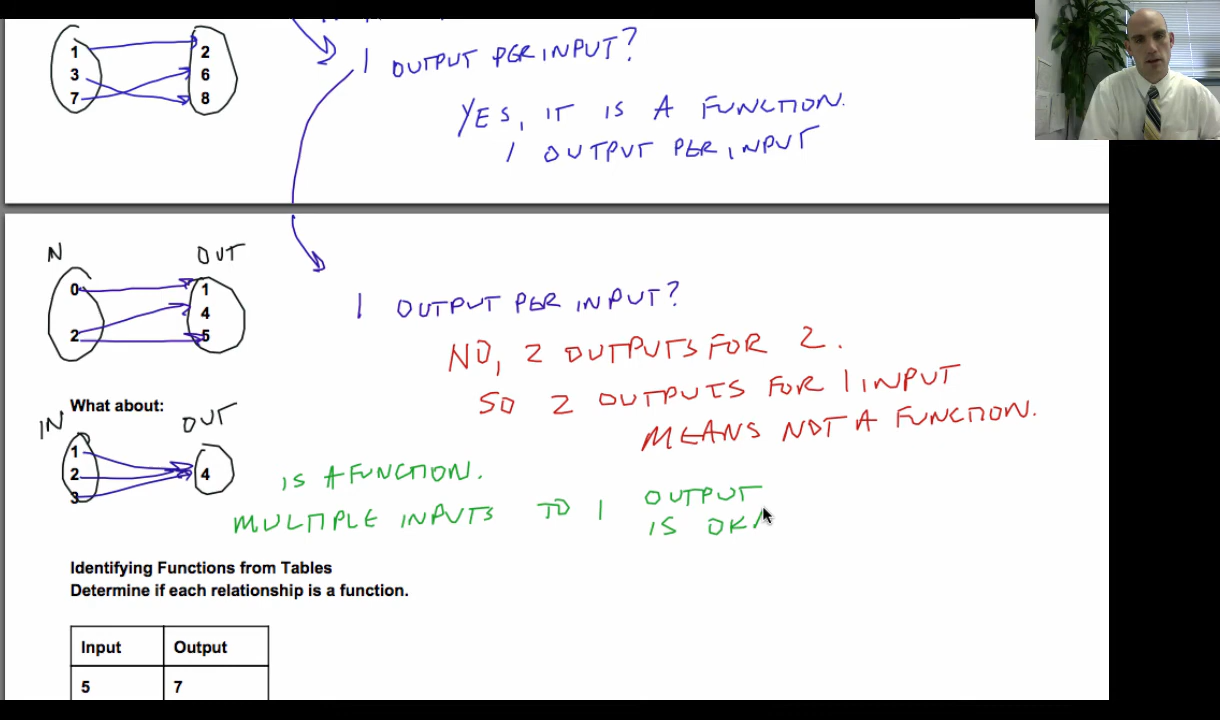 1
3
7
2
6
8
1 OUTPUT PER INPUT?
YES, IT IS A FUNCTION.
1 OUTPUT PER INPUT
N
OUT
0
2
1
4
5
1 OUTPUT PER INPUT?
NO, 2 OUTPUTS FOR 2.
SO 2 OUTPUTS FOR 1 INPUT
MEANS NOT A FUNCTION.
What about:
IN
OUT
1
2
3
4
IS A FUNCTION.
MULTIPLE INPUTS TO 1 OUTPUT
IS OK
Identifying Functions from Tables
Determine if each relationship is a function.
Input Output
5 7